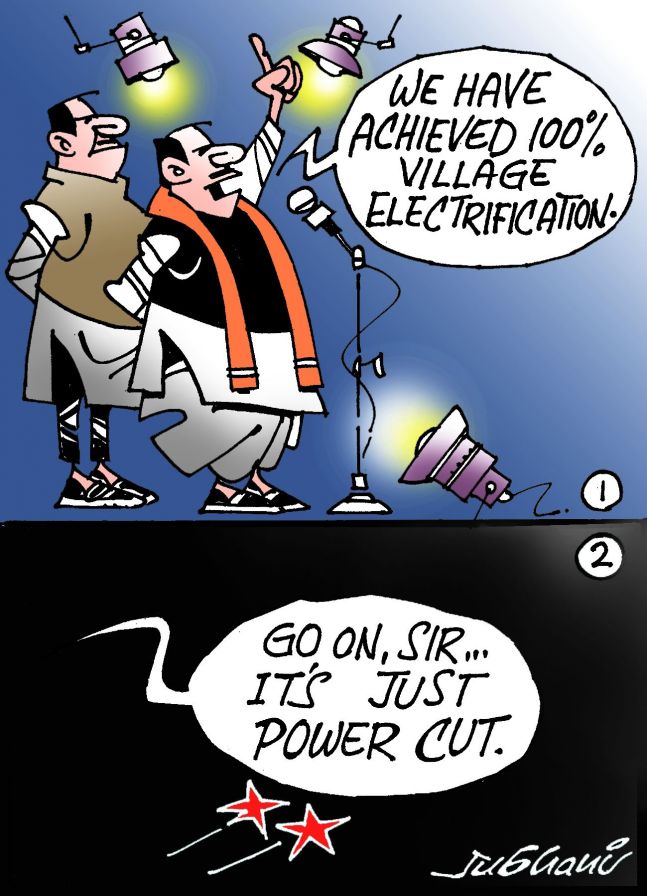 WE HAVE
ACHIEVED 100%
VILLAGE
ELECTRIFICATION.
1
2
GO ON, SIR...
IT'S JUST
POWER CUT.